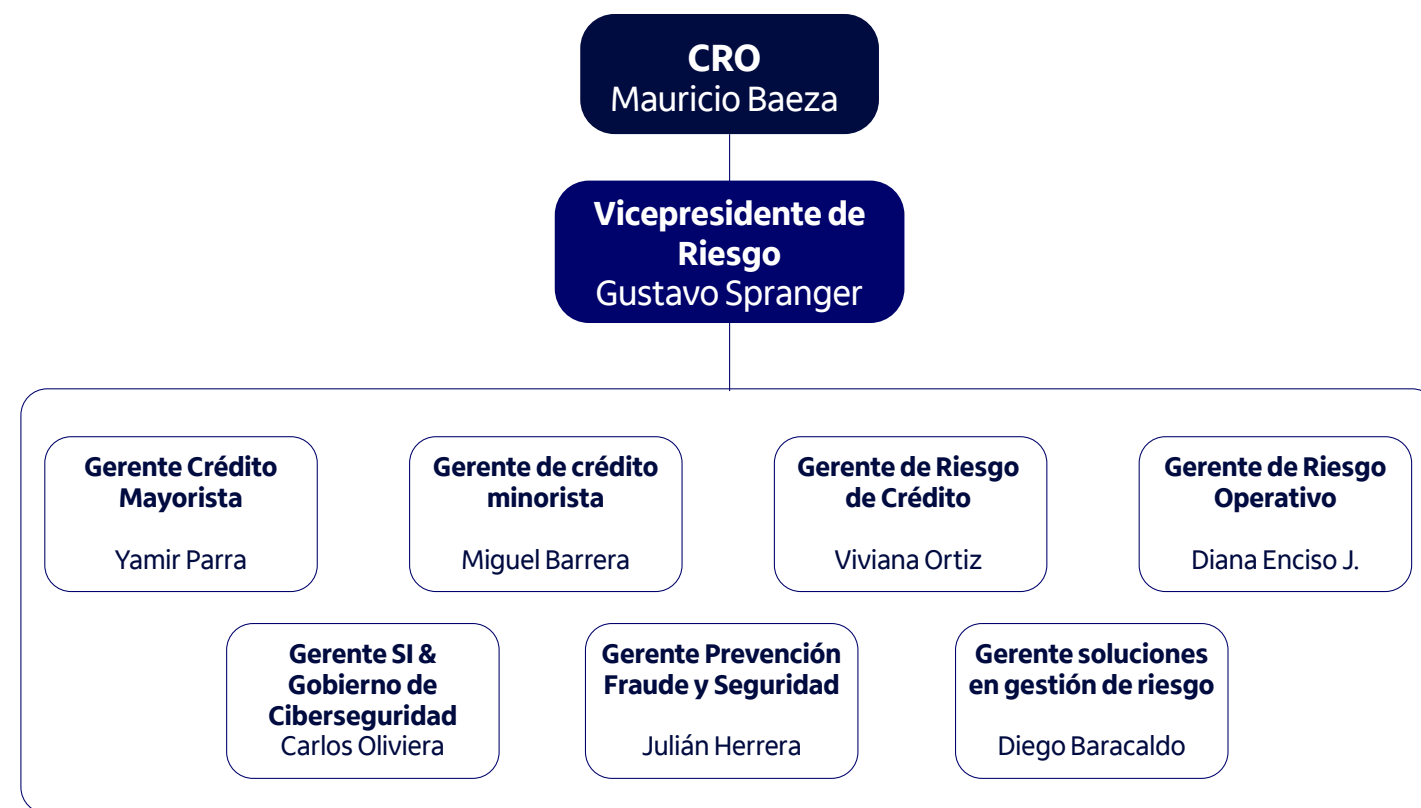 CRO
Mauricio Baeza
Vicepresidente de
Riesgo
Gustavo Spranger
Gerente Crédito
Mayorista
Yamir Parra
Gerente de crédito
minorista
Miguel Barrera
Gerente de Riesgo
de Crédito
Viviana Ortiz
Gerente de Riesgo
Operativo
Diana Enciso J.
Gerente SI &
Gobierno de
Ciberseguridad
Carlos Oliviera
Gerente Prevención
Fraude y Seguridad
Julián Herrera
Gerente soluciones
en gestión de riesgo
Diego Baracaldo